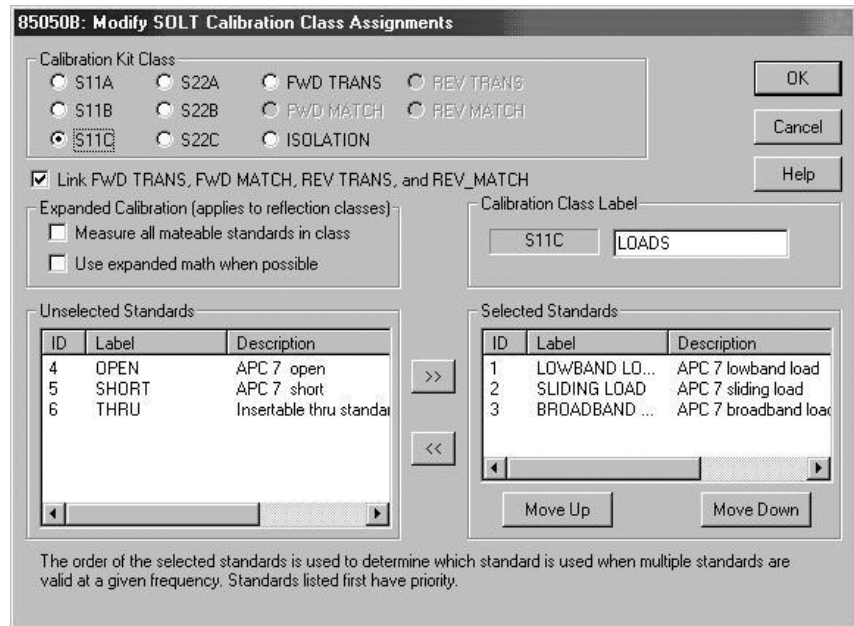 85050B: Modify SOLT Calibration Class Assignments
Calibration Kit Class
S11A S22A FWD TRANS REV TRANS
S11B S22B FWD MATCH REV MATCH
S11C S22C ISOLATION
OK
Cancel
Help
Link FWD TRANS, FWD MATCH, REV TRANS, and REV_MATCH
Expanded Calibration (applies to reflection classes)
Measure all mateable standards in class
Use expanded math when possible
Calibration Class Label
S11C LOADS
Unselected Standards
ID Label Description
4 OPEN APC 7 open
5 SHORT APC 7 short
6 THRU Insertable thru standar
>>
<<
Selected Standards
ID Label Description
1 LOWBAND LO... APC 7 lowband load
2 SLIDING LOAD APC 7 sliding load
3 BROADBAND ... APC 7 broadband load
Move Up Move Down
The order of the selected standards is used to determine which standard is used when multiple standards are
valid at a given frequency. Standards listed first have priority.